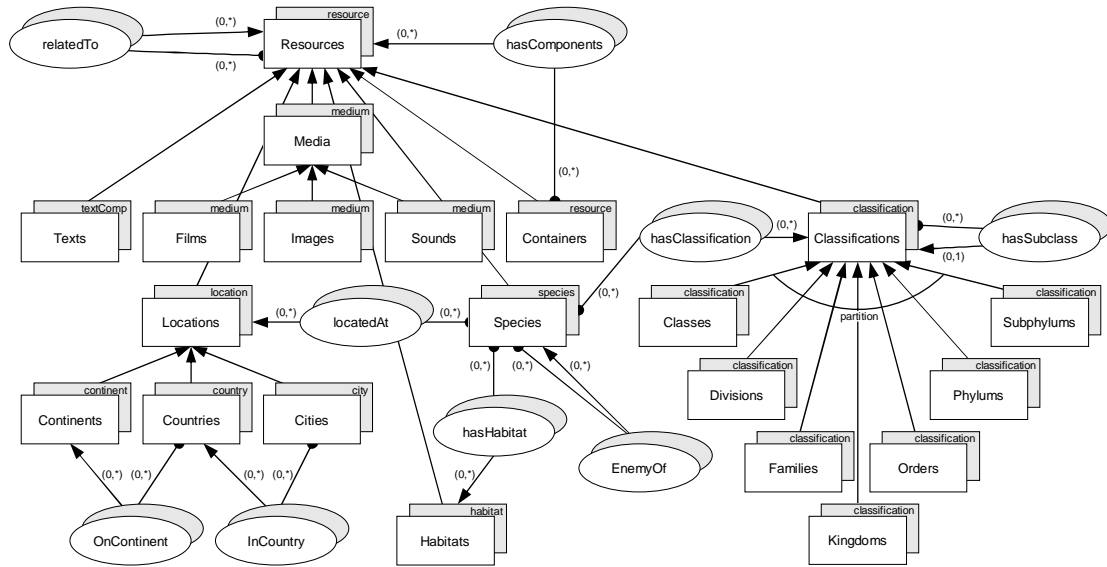 resource
(0,*)
(0,*)
relatedTo
Resources
hasComponents
(0,*)
medium
Media
(0,*)
textComp
medium
medium
medium
resource
classification
(0,*)
Texts
Films
Images
Sounds
Containers
hasClassification
(0,*)
Classifications
hasSubclass
(0,1)
location
species
(0,*)
classification
classification
Locations
(0,*)
locatedAt
(0,*)
Species
Classes
partition
Subphylums
continent
country
city
(0,*)
(0,*)
(0,*)
classification
classification
Continents
Countries
Cities
hasHabitat
Divisions
Phylums
classification
classification
(0,*)
(0,*)
(0,*)
(0,*)
EnemyOf
Families
Orders
(0,*)
habitat
classification
OnContinent
InCountry
Habitats
Kingdoms